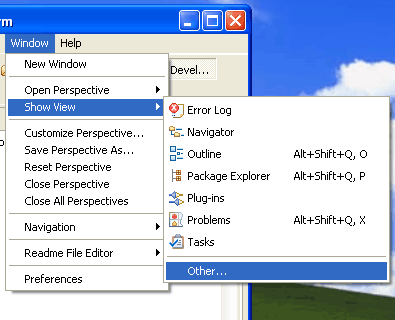 rm
Window Help
New Window
Devel...
Open Perspective
Show View
Customize Perspective...
Save Perspective As...
Reset Perspective
Close Perspective
Close All Perspectives
Navigation
Readme File Editor
Preferences
Error Log
Navigator
Outline Alt+Shift+Q, O
Package Explorer Alt+Shift+Q, P
Plug-ins
Problems Alt+Shift+Q, X
Tasks
Other...